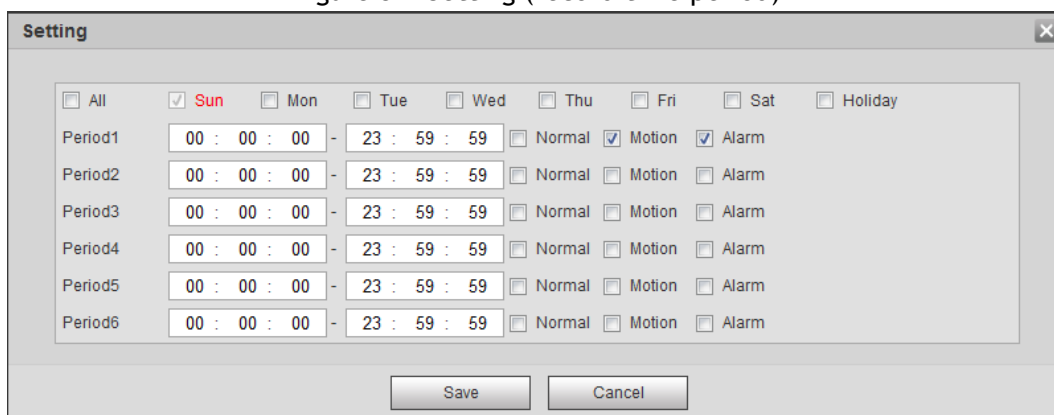 Setting
All Sun Mon Tue Wed Thu Fri Sat Holiday
Period1 00 : 00 : 00 - 23 : 59 : 59 Normal Motion Alarm
Period2 00 : 00 : 00 - 23 : 59 : 59 Normal Motion Alarm
Period3 00 : 00 : 00 - 23 : 59 : 59 Normal Motion Alarm
Period4 00 : 00 : 00 - 23 : 59 : 59 Normal Motion Alarm
Period5 00 : 00 : 00 - 23 : 59 : 59 Normal Motion Alarm
Period6 00 : 00 : 00 - 23 : 59 : 59 Normal Motion Alarm
Save Cancel